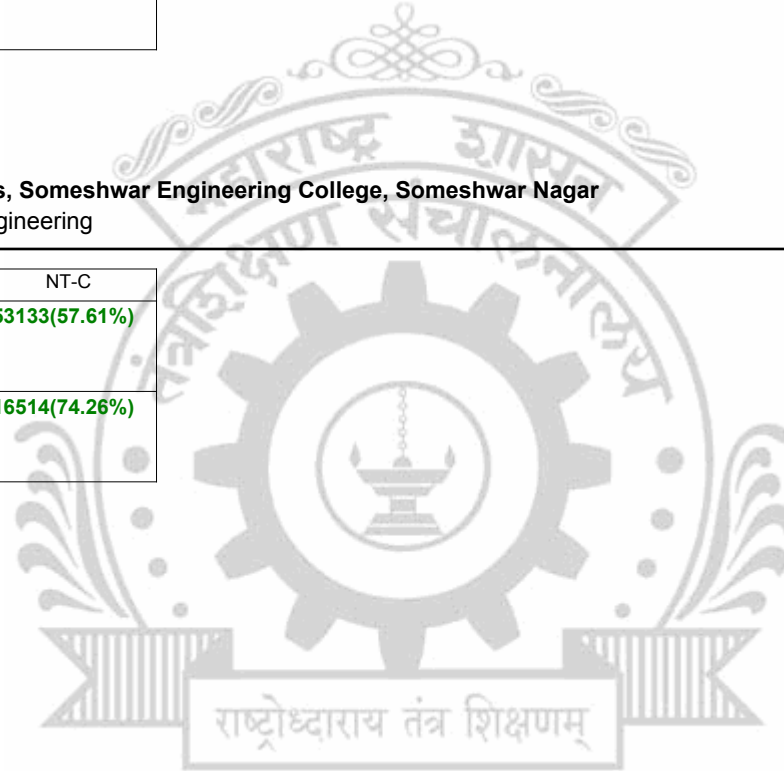 महाराष्ट्र शासन
s, Someshwar Engineering College, Someshwar Nagar
gineering
तंत्रशिक्षण संचालनालय
NT-C
53133(57.61%)
16514(74.26%)
राष्ट्रोध्दाराय तंत्र शिक्षणम्